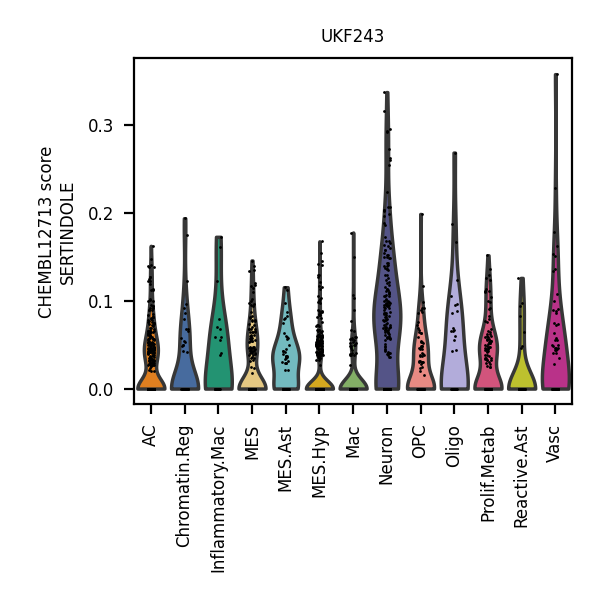 UKF243
CHEMBL12713 score
SERTINDOLE
0.3
0.2
0.1
0.0
AC
Chromatin.Reg
Inflammatory.Mac
MES
MES.Ast
MES.Hyp
Mac
Neuron
OPC
Oligo
Prolif.Metab
Reactive.Ast
Vasc